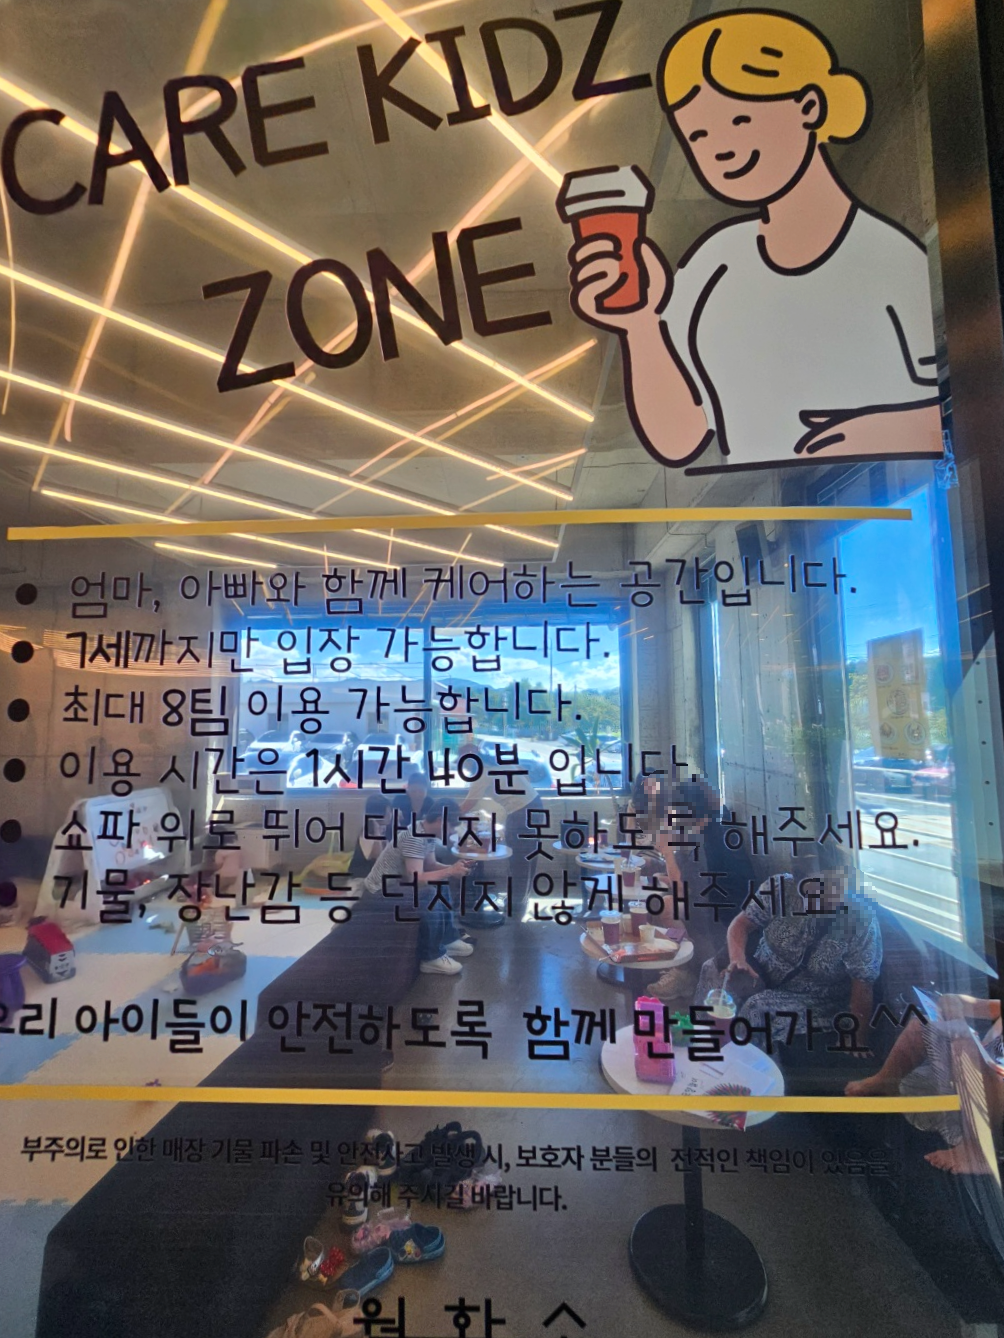 CARE KIDZ
ZONE
• 엄마, 아빠와 함께 케어하는 공간입니다.
• 7세까지만 입장 가능합니다.
• 최대 8팀 이용 가능합니다.
• 이용 시간은 1시간 40분 입니다.
• 쇼파 위로 뛰어 다니지 못하도록 해주세요.
• 기물, 장난감 등 던지지 않게 해주세요.
우리 아이들이 안전하도록 함께 만들어가요^^
부주의로 인한 매장 기물 파손 및 안전사고 발생 시, 보호자 분들의 전적인 책임이 있음을
유의해 주시길 바랍니다.